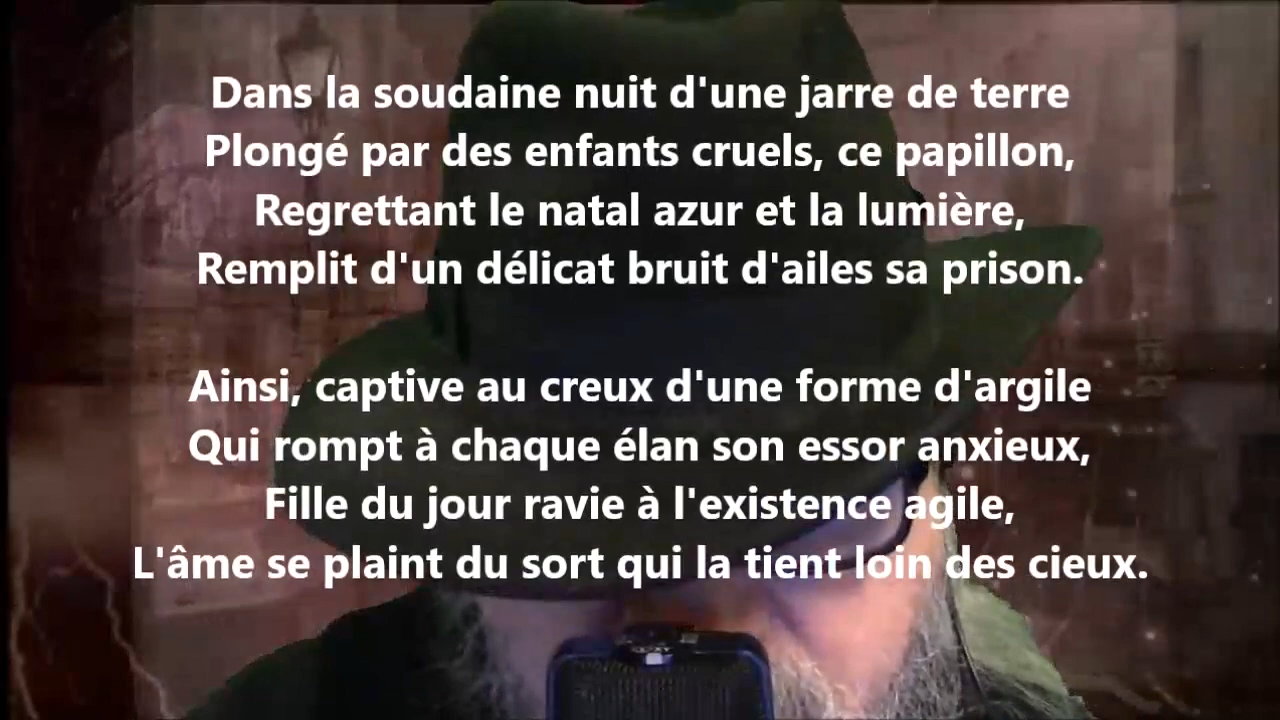 Dans la soudaine nuit d'une jarre de terre
Plongé par des enfants cruels, ce papillon,
Regrettant le natal azur et la lumière,
Remplit d'un délicat bruit d'ailes sa prison.
Ainsi, captive au creux d'une forme d'argile
Qui rompt à chaque élan son essor anxieux,
Fille du jour ravie à l'existence agile,
L'âme se plaint du sort qui la tient loin des cieux.